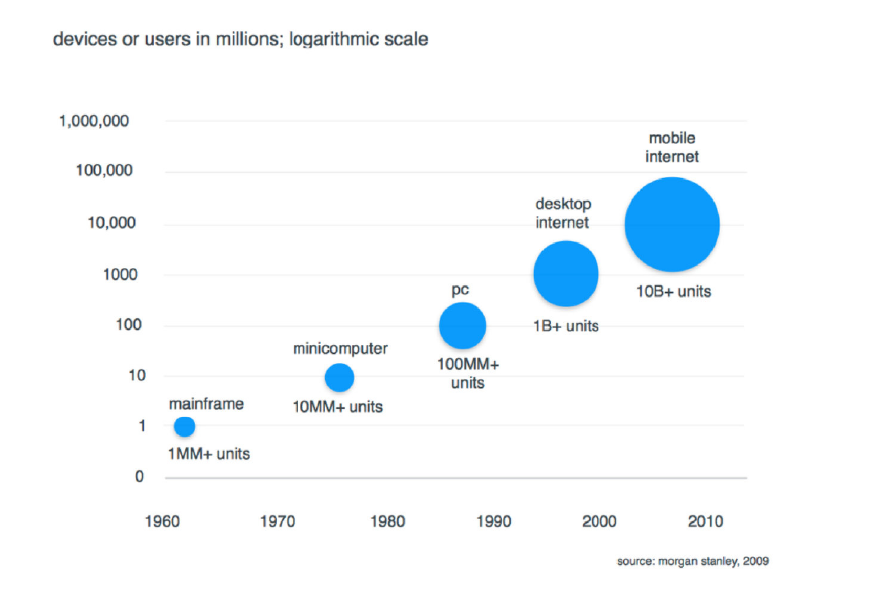 devices or users in millions; logarithmic scale
1,000,000
mobile
internet
100,000
desktop
internet
10,000
1000
pc
10B+ units
100
1B+ units
minicomputer
100MM+
units
10
mainframe
10MM+ units
1
1MM+ units
0
1960
1970
1980
1990
2000
2010
source: morgan stanley, 2009